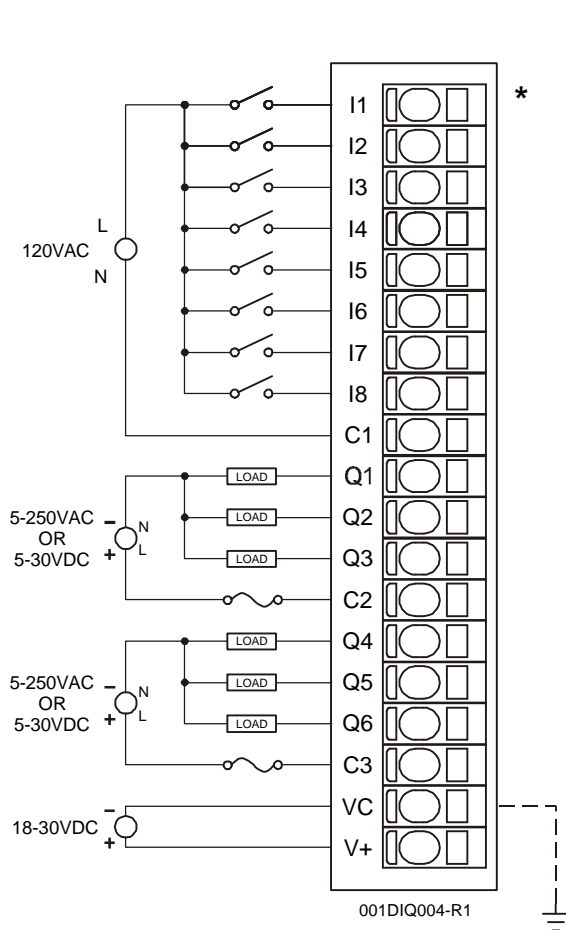 I1
*
I2
I3
L
I4
120VAC
N
I5
I6
I7
I8
C1
LOAD
Q1
5-250VAC
−
N
LOAD
Q2
OR
5-30VDC
+
L
LOAD
Q3
C2
LOAD
Q4
5-250VAC
−
N
LOAD
Q5
OR
5-30VDC
+
L
LOAD
Q6
C3
−
VC
18-30VDC
+
V+
001DIQ004-R1